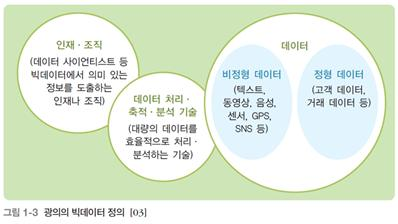 인재 · 조직
(데이터 사이언티스트 등
빅데이터에서 의미 있는
정보를 도출하는
인재나 조직)
데이터 처리 ·
축적 · 분석 기술
(대량의 데이터를
효율적으로 처리 ·
분석하는 기술)
데이터
비정형 데이터
(텍스트,
동영상, 음성,
센서, GPS,
SNS 등)
정형 데이터
(고객 데이터,
거래 데이터 등)
그림 1-3 광의의 빅데이터 정의 [03]